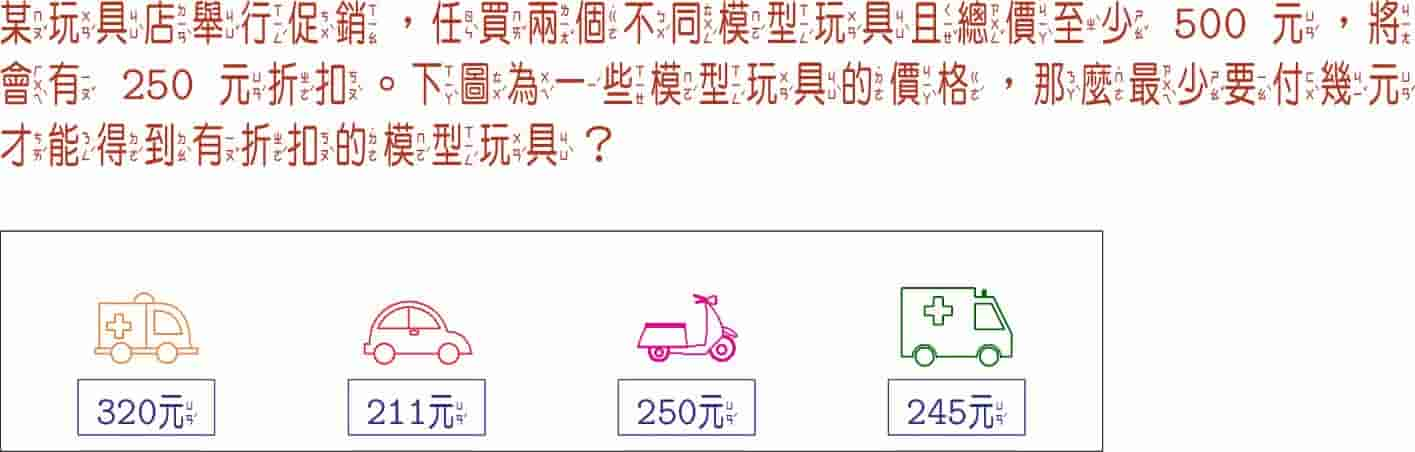 某玩具店舉行促銷，任買兩個不同模型玩具且總價至少 500 元，將
會有 250 元折扣。下圖為一些模型玩具的價格，那麼最少要付幾元
才能得到有折扣的模型玩具？
320元 211元 250元 245元